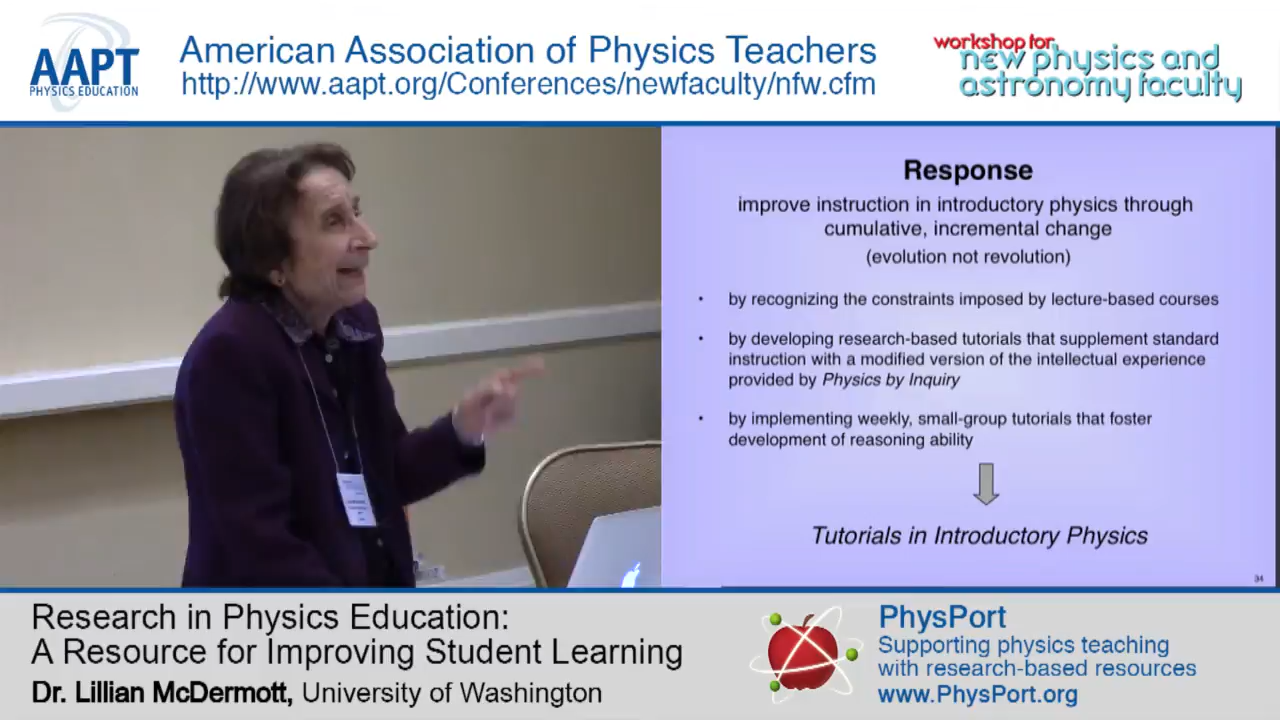 AAPT
PHYSICS EDUCATION
American Association of Physics Teachers
http://www.aapt.org/Conferences/newfaculty/nfw.cfm
workshop for
new physics and
astronomy faculty
Response
improve instruction in introductory physics through
cumulative, incremental change
(evolution not revolution)
• by recognizing the constraints imposed by lecture-based courses
• by developing research-based tutorials that supplement standard
instruction with a modified version of the intellectual experience
provided by Physics by Inquiry
• by implementing weekly, small-group tutorials that foster
development of reasoning ability
Tutorials in Introductory Physics
34
Research in Physics Education:
A Resource for Improving Student Learning
Dr. Lillian McDermott, University of Washington
PhysPort
Supporting physics teaching
with research-based resources
www.PhysPort.org